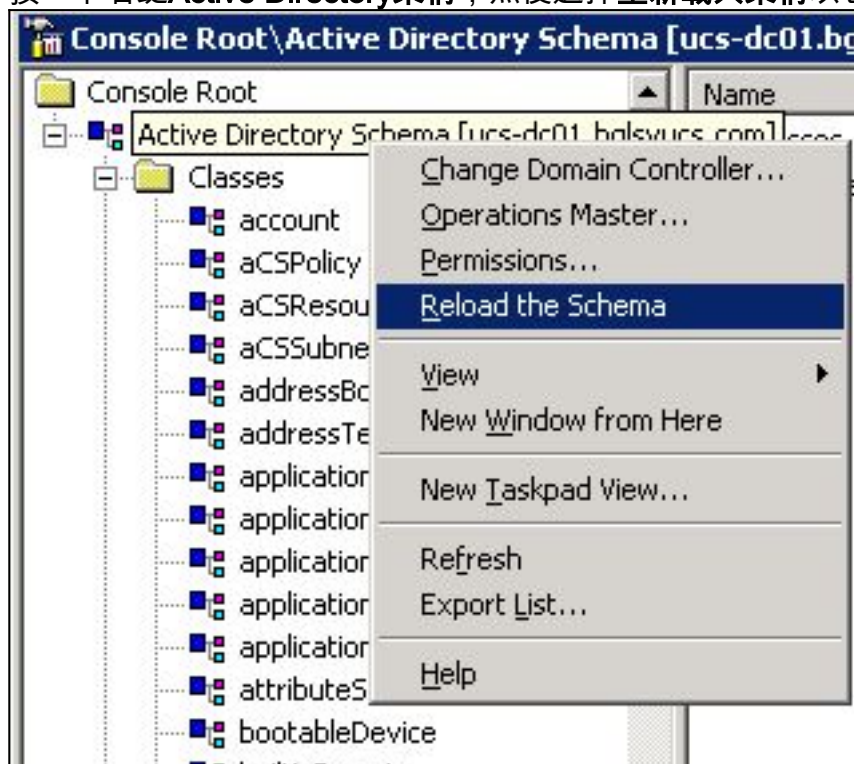 Console Root\Active Directory Schema [ucs-dc01.bg
Console Root
Name
Active Directory Schema [ucs-dc01.bglsvucs.com]
Classes
account
aCSPolicy
aCSResou
aCSSubne
addressBo
addressTe
application
application
application
application
application
attributeS
bootableDevice
Change Domain Controller...
Operations Master...
Permissions...
Reload the Schema
View
New Window from Here
New Taskpad View...
Refresh
Export List...
Help